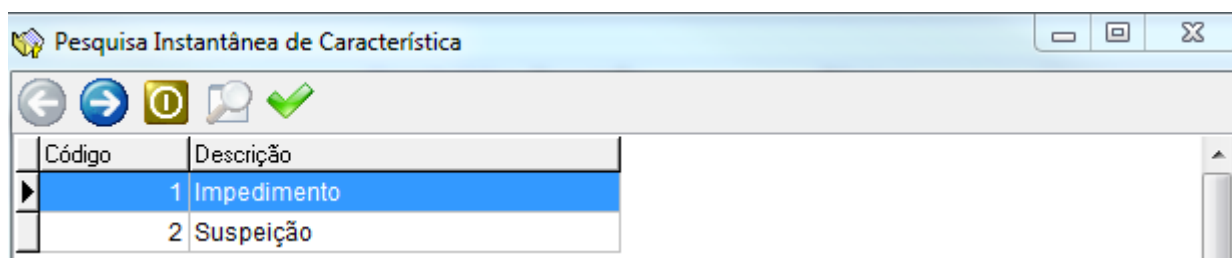 Pesquisa Instantânea de Característica
Código Descrição
1 Impedimento
2 Suspeição